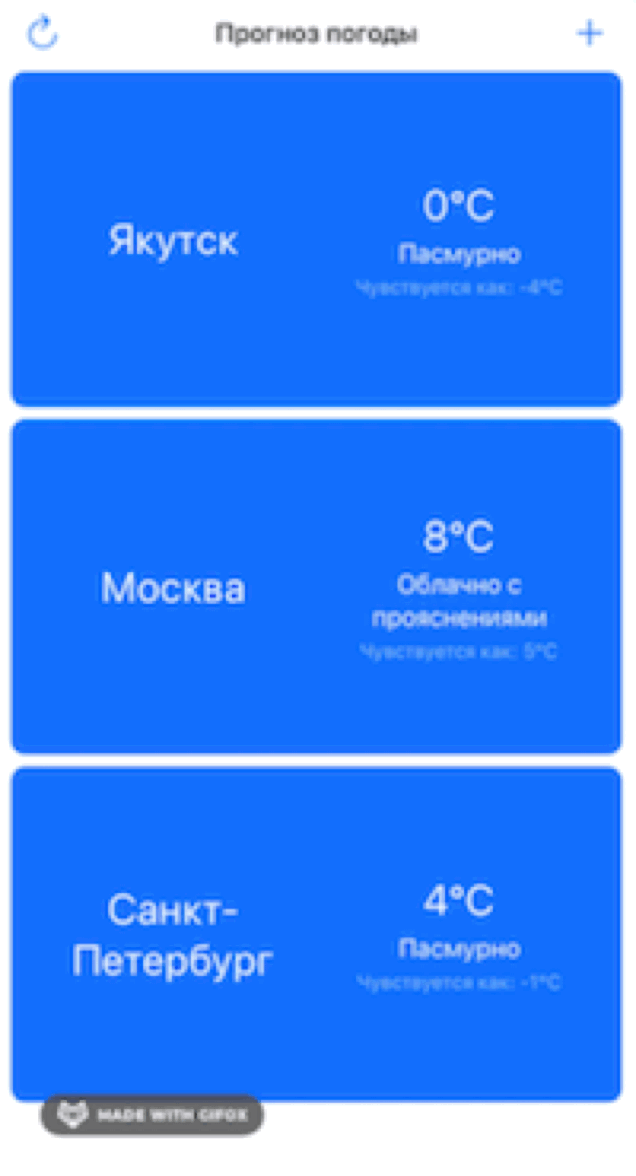 Прогноз погоды
Якутск
0°C
Пасмурно
Чувствуется как: -4°C
Москва
8°C
Облачно с
прояснениями
Чувствуется как: 5°C
Санкт-
Петербург
4°C
Пасмурно
Чувствуется как: -1°C
MADE WITH GIFOX